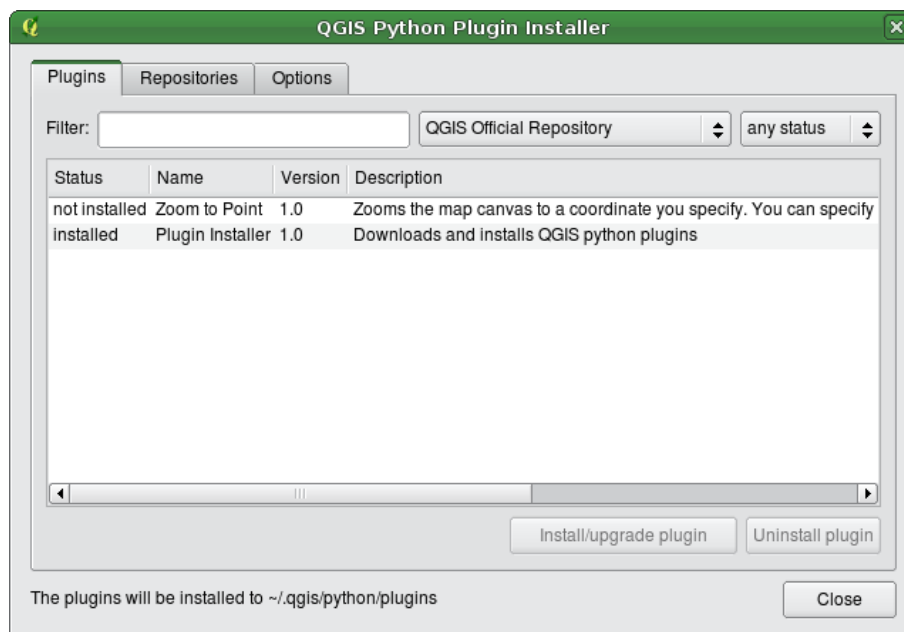 QGIS Python Plugin Installer
Plugins Repositories Options
Filter: QGIS Official Repository any status
Status Name Version Description
not installed Zoom to Point 1.0 Zooms the map canvas to a coordinate you specify. You can specify
installed Plugin Installer 1.0 Downloads and installs QGIS python plugins
Install/upgrade plugin Uninstall plugin
The plugins will be installed to ~/.qgis/python/plugins Close